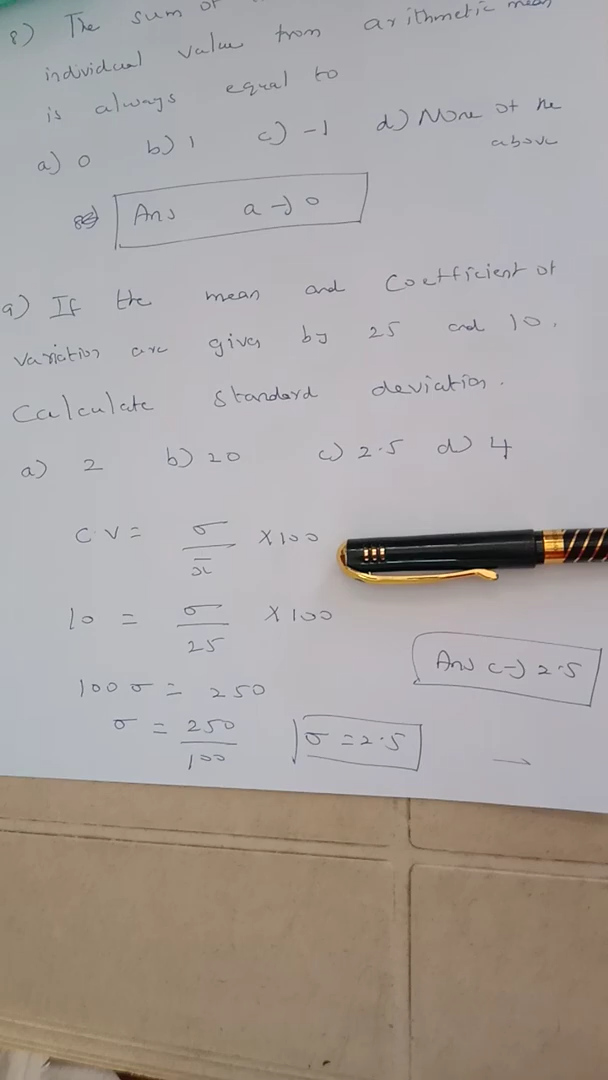 8) The sum of
individual value from arithmetic mean
is always equal to
a) 0 b) 1 c) -1 d) None of the
above
Ans a → 0
9) If the mean and Coefficient of
Variation are given by 25 and 10.
Calculate Standard deviation.
a) 2 b) 20 c) 2.5 d) 4
C.V = σ/x̄ ×100
10 = σ/25 ×100
100 σ = 250
σ = 250/100 σ = 2.5
Ans c → 2.5
→